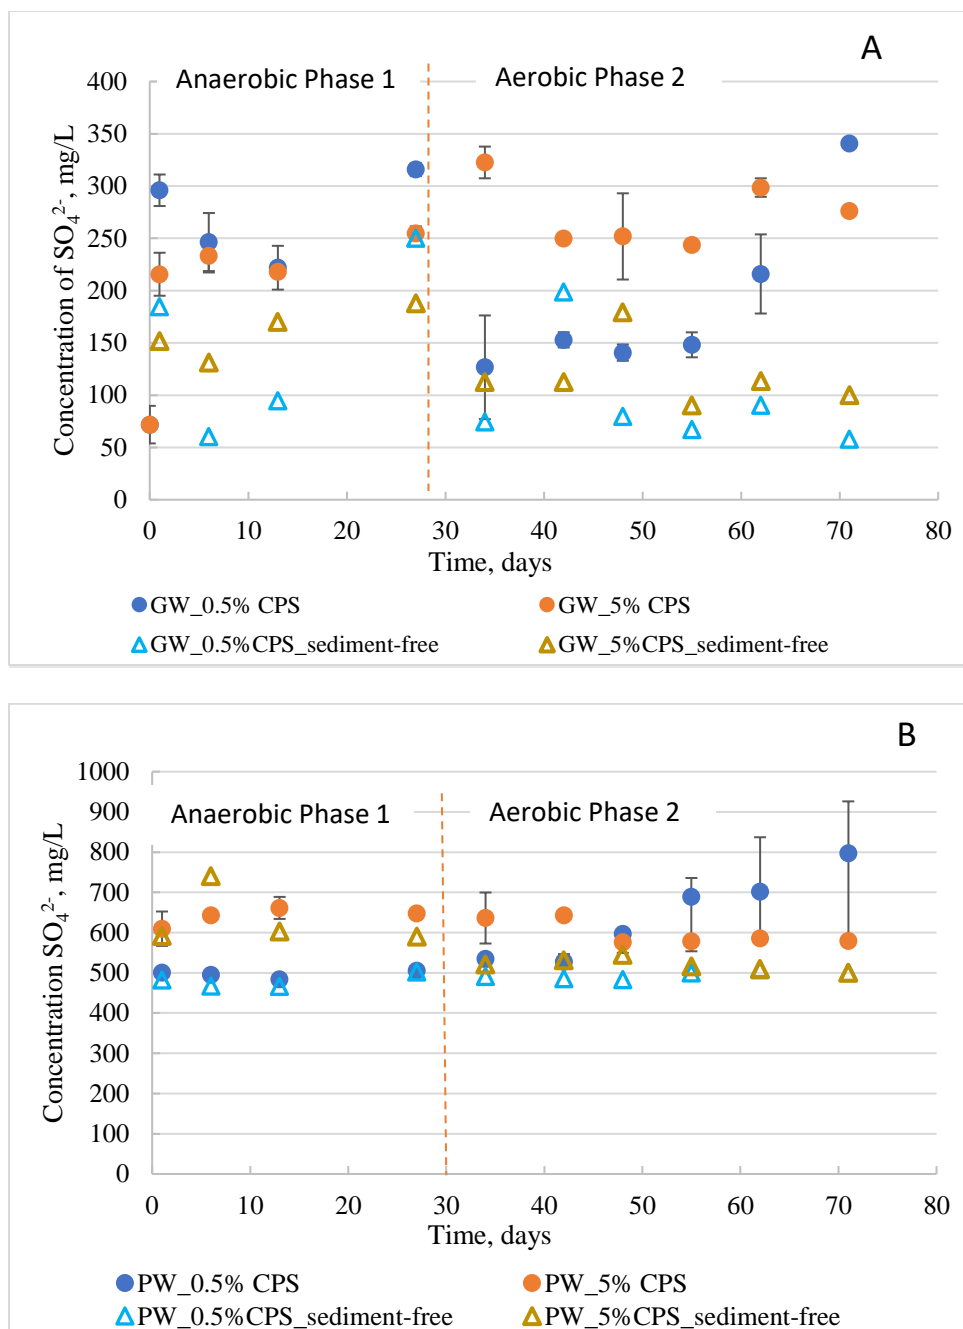 A
Anaerobic Phase 1 Aerobic Phase 2
Concentration of SO₄²⁻, mg/L
400
350
300
250
200
150
100
50
0
0 10 20 30 40 50 60 70 80
Time, days
GW_0.5% CPS GW_5% CPS
GW_0.5%CPS_sediment-free GW_5%CPS_sediment-free
B
Anaerobic Phase 1 Aerobic Phase 2
Concentration SO₄²⁻, mg/L
1000
900
800
700
600
500
400
300
200
100
0
0 10 20 30 40 50 60 70 80
Time, days
PW_0.5% CPS PW_5% CPS
PW_0.5%CPS_sediment-free PW_5%CPS_sediment-free